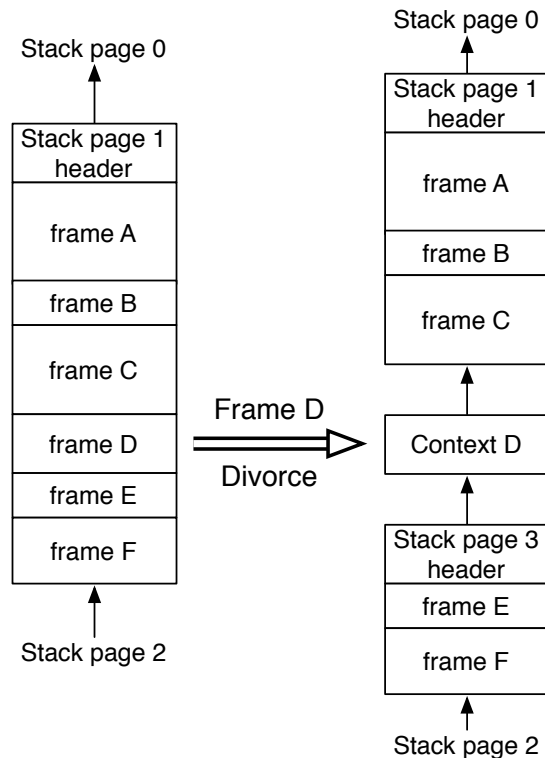 Stack page 0
Stack page 1
header
frame A
frame B
frame C
frame D
frame E
frame F
Stack page 2
Frame D
Divorce
Stack page 0
Stack page 1
header
frame A
frame B
frame C
Context D
Stack page 3
header
frame E
frame F
Stack page 2